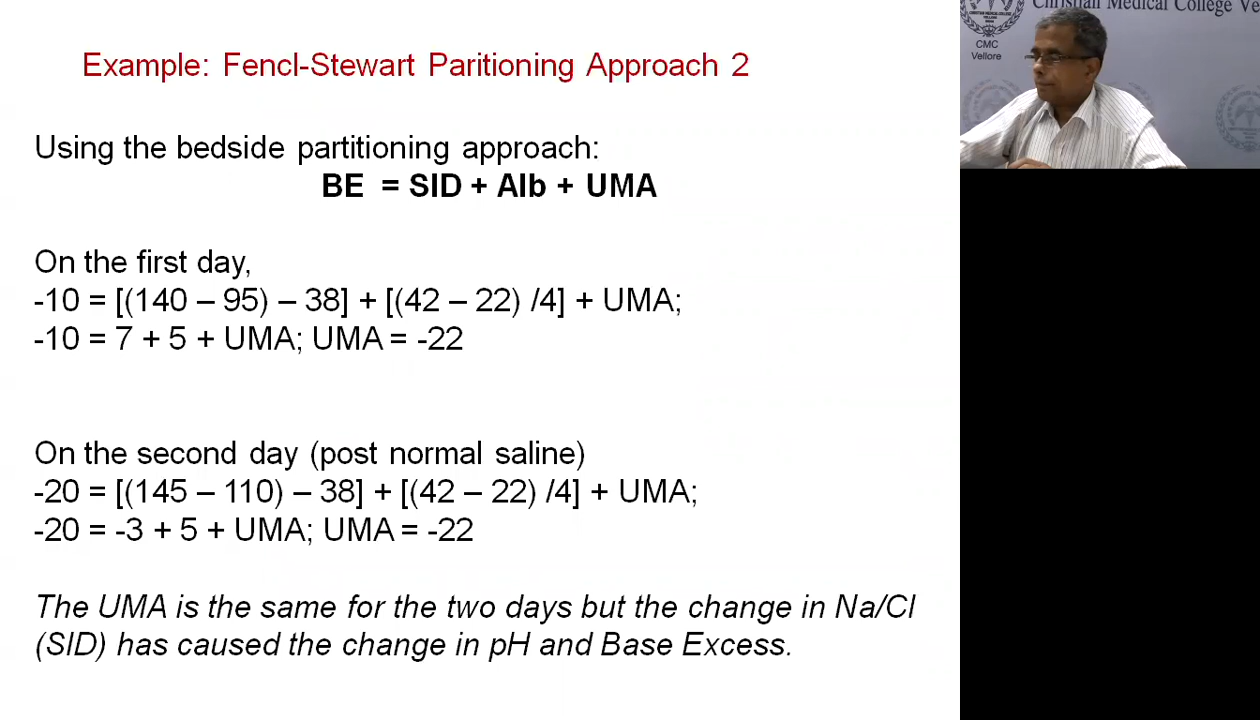 Example: Fencl-Stewart Paritioning Approach 2
Using the bedside partitioning approach:
BE = SID + Alb + UMA
On the first day,
-10 = [(140 – 95) – 38] + [(42 – 22) /4] + UMA;
-10 = 7 + 5 + UMA; UMA = -22
On the second day (post normal saline)
-20 = [(145 – 110) – 38] + [(42 – 22) /4] + UMA;
-20 = -3 + 5 + UMA; UMA = -22
The UMA is the same for the two days but the change in Na/Cl
(SID) has caused the change in pH and Base Excess.
Christian Medical College Ve
CMC
Vellore